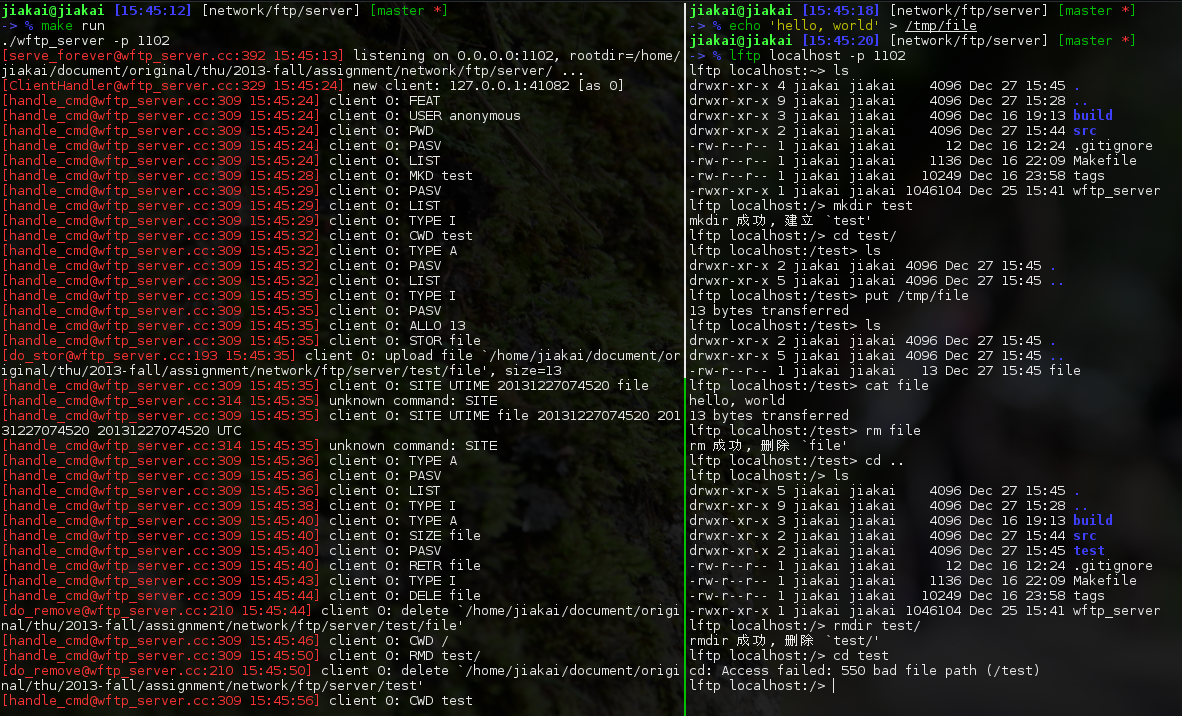 jiakai@jiakai [15:45:12] [network/ftp/server] [master *]
-> % make run
./wftp_server -p 1102
[serve_forever@wftp_server.cc:392 15:45:13] listening on 0.0.0.0:1102, rootdir=/home/
jiakai/document/original/thu/2013-fall/assignment/network/ftp/server/ ...
[ClientHandler@wftp_server.cc:329 15:45:24] new client: 127.0.0.1:41082 [as 0]
[handle_cmd@wftp_server.cc:309 15:45:24] client 0: FEAT
[handle_cmd@wftp_server.cc:309 15:45:24] client 0: USER anonymous
[handle_cmd@wftp_server.cc:309 15:45:24] client 0: PWD
[handle_cmd@wftp_server.cc:309 15:45:24] client 0: PASV
[handle_cmd@wftp_server.cc:309 15:45:24] client 0: LIST
[handle_cmd@wftp_server.cc:309 15:45:28] client 0: MKD test
[handle_cmd@wftp_server.cc:309 15:45:29] client 0: PASV
[handle_cmd@wftp_server.cc:309 15:45:29] client 0: LIST
[handle_cmd@wftp_server.cc:309 15:45:29] client 0: TYPE I
[handle_cmd@wftp_server.cc:309 15:45:32] client 0: CWD test
[handle_cmd@wftp_server.cc:309 15:45:32] client 0: TYPE A
[handle_cmd@wftp_server.cc:309 15:45:32] client 0: PASV
[handle_cmd@wftp_server.cc:309 15:45:32] client 0: LIST
[handle_cmd@wftp_server.cc:309 15:45:35] client 0: TYPE I
[handle_cmd@wftp_server.cc:309 15:45:35] client 0: PASV
[handle_cmd@wftp_server.cc:309 15:45:35] client 0: ALLO 13
[handle_cmd@wftp_server.cc:309 15:45:35] client 0: STOR file
[do_stor@wftp_server.cc:193 15:45:35] client 0: upload file `/home/jiakai/document/or
iginal/thu/2013-fall/assignment/network/ftp/server/test/file', size=13
[handle_cmd@wftp_server.cc:309 15:45:35] client 0: SITE UTIME 20131227074520 file
[handle_cmd@wftp_server.cc:314 15:45:35] unknown command: SITE
[handle_cmd@wftp_server.cc:309 15:45:35] client 0: SITE UTIME file 20131227074520 201
31227074520 20131227074520 UTC
[handle_cmd@wftp_server.cc:314 15:45:35] unknown command: SITE
[handle_cmd@wftp_server.cc:309 15:45:36] client 0: TYPE A
[handle_cmd@wftp_server.cc:309 15:45:36] client 0: PASV
[handle_cmd@wftp_server.cc:309 15:45:36] client 0: LIST
[handle_cmd@wftp_server.cc:309 15:45:38] client 0: TYPE I
[handle_cmd@wftp_server.cc:309 15:45:40] client 0: TYPE A
[handle_cmd@wftp_server.cc:309 15:45:40] client 0: SIZE file
[handle_cmd@wftp_server.cc:309 15:45:40] client 0: PASV
[handle_cmd@wftp_server.cc:309 15:45:40] client 0: RETR file
[handle_cmd@wftp_server.cc:309 15:45:43] client 0: TYPE I
[handle_cmd@wftp_server.cc:309 15:45:44] client 0: DELE file
[do_remove@wftp_server.cc:210 15:45:44] client 0: delete `/home/jiakai/document/origi
nal/thu/2013-fall/assignment/network/ftp/server/test/file'
[handle_cmd@wftp_server.cc:309 15:45:46] client 0: CWD /
[handle_cmd@wftp_server.cc:309 15:45:50] client 0: RMD test/
[do_remove@wftp_server.cc:210 15:45:50] client 0: delete `/home/jiakai/document/origi
nal/thu/2013-fall/assignment/network/ftp/server/test'
[handle_cmd@wftp_server.cc:309 15:45:56] client 0: CWD test
jiakai@jiakai [15:45:18] [network/ftp/server] [master *]
-> % echo 'hello, world' > /tmp/file
jiakai@jiakai [15:45:20] [network/ftp/server] [master *]
-> % lftp localhost -p 1102
lftp localhost:~> ls
drwxr-xr-x 4 jiakai jiakai    4096 Dec 27 15:45 .
drwxr-xr-x 9 jiakai jiakai    4096 Dec 27 15:28 ..
drwxr-xr-x 3 jiakai jiakai    4096 Dec 16 19:13 build
drwxr-xr-x 2 jiakai jiakai    4096 Dec 27 15:44 src
-rw-r--r-- 1 jiakai jiakai      12 Dec 16 12:24 .gitignore
-rw-r--r-- 1 jiakai jiakai    1136 Dec 16 22:09 Makefile
-rw-r--r-- 1 jiakai jiakai   10249 Dec 16 23:58 tags
-rwxr-xr-x 1 jiakai jiakai 1046104 Dec 25 15:41 wftp_server
lftp localhost:/> mkdir test
mkdir 成功, 建立 `test'
lftp localhost:/> cd test/
lftp localhost:/test> ls
drwxr-xr-x 2 jiakai jiakai 4096 Dec 27 15:45 .
drwxr-xr-x 5 jiakai jiakai 4096 Dec 27 15:45 ..
lftp localhost:/test> put /tmp/file
13 bytes transferred
lftp localhost:/test> ls
drwxr-xr-x 2 jiakai jiakai 4096 Dec 27 15:45 .
drwxr-xr-x 5 jiakai jiakai 4096 Dec 27 15:45 ..
-rw-r--r-- 1 jiakai jiakai   13 Dec 27 15:45 file
lftp localhost:/test> cat file
hello, world
13 bytes transferred
lftp localhost:/test> rm file
rm 成功, 删除 `file'
lftp localhost:/test> cd ..
lftp localhost:/> ls
drwxr-xr-x 5 jiakai jiakai    4096 Dec 27 15:45 .
drwxr-xr-x 9 jiakai jiakai    4096 Dec 27 15:28 ..
drwxr-xr-x 3 jiakai jiakai    4096 Dec 16 19:13 build
drwxr-xr-x 2 jiakai jiakai    4096 Dec 27 15:44 src
drwxr-xr-x 2 jiakai jiakai    4096 Dec 27 15:45 test
-rw-r--r-- 1 jiakai jiakai      12 Dec 16 12:24 .gitignore
-rw-r--r-- 1 jiakai jiakai    1136 Dec 16 22:09 Makefile
-rw-r--r-- 1 jiakai jiakai   10249 Dec 16 23:58 tags
-rwxr-xr-x 1 jiakai jiakai 1046104 Dec 25 15:41 wftp_server
lftp localhost:/> rmdir test/
rmdir 成功, 删除 `test/'
lftp localhost:/> cd test
cd: Access failed: 550 bad file path (/test)
lftp localhost:/>